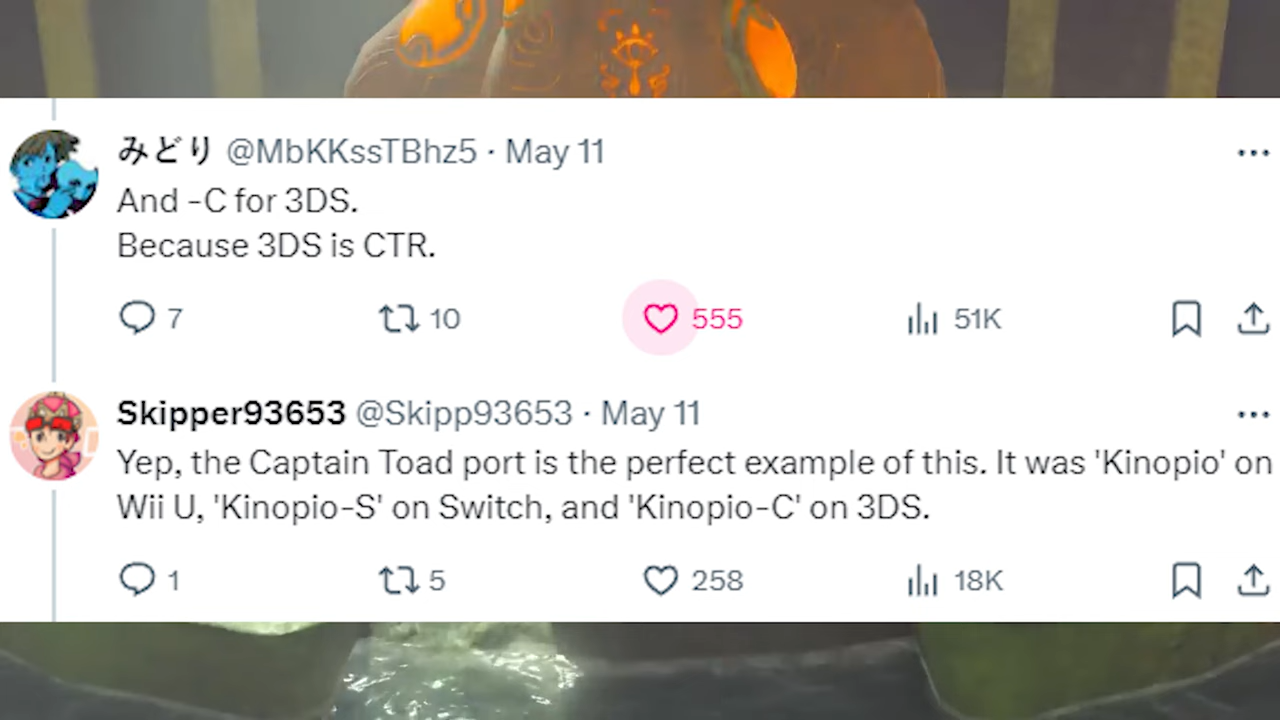 みどり @MbKKssTBhz5 · May 11
And -C for 3DS.
Because 3DS is CTR.
7 10 555 51K
Skipper93653 @Skipp93653 · May 11
Yep, the Captain Toad port is the perfect example of this. It was 'Kinopio' on
Wii U, 'Kinopio-S' on Switch, and 'Kinopio-C' on 3DS.
1 5 258 18K